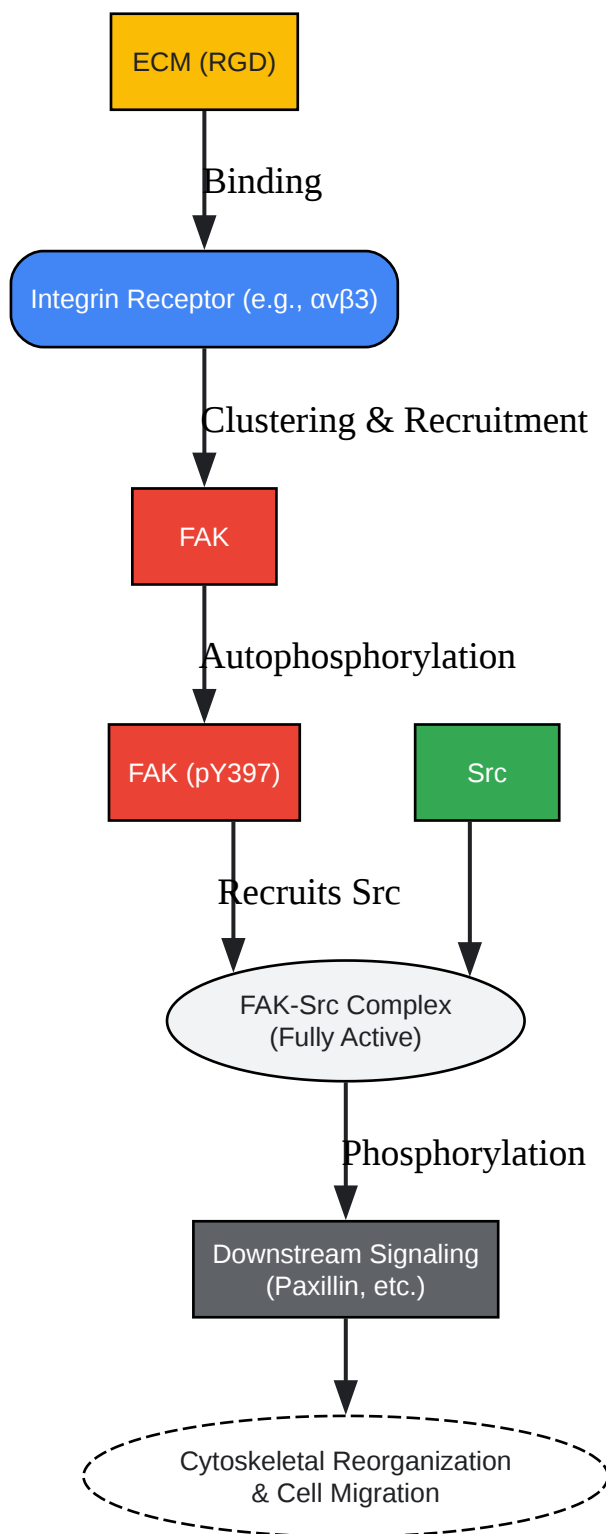 ECM (RGD)
Binding
Integrin Receptor (e.g., αvβ3)
Clustering & Recruitment
FAK
Autophosphorylation
FAK (pY397)
Src
Recruits Src
FAK-Src Complex
(Fully Active)
Phosphorylation
Downstream Signaling
(Paxillin, etc.)
Cytoskeletal Reorganization
& Cell Migration